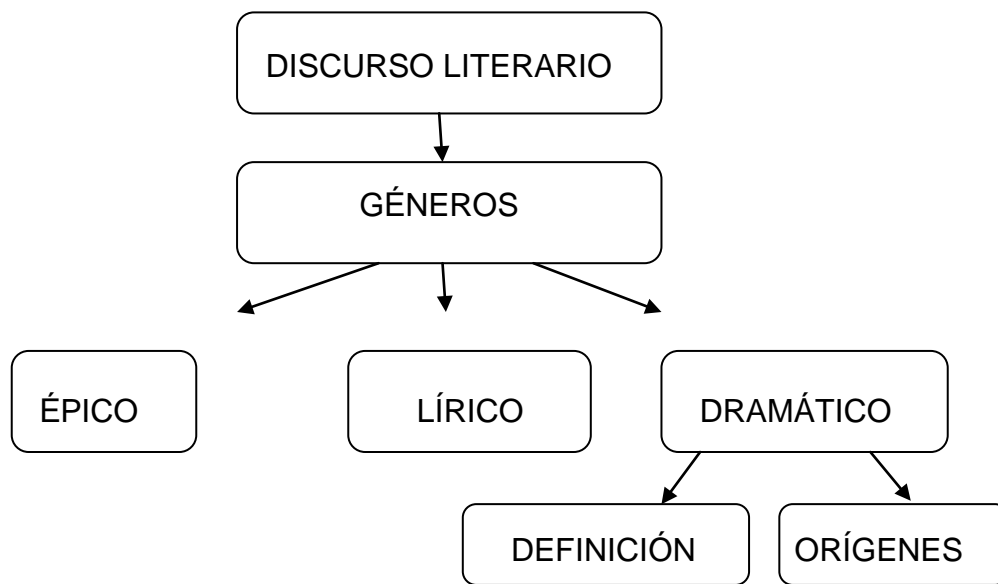 DISCURSO LITERARIO
GÉNEROS
ÉPICO
LÍRICO
DRAMÁTICO
DEFINICIÓN
ORÍGENES